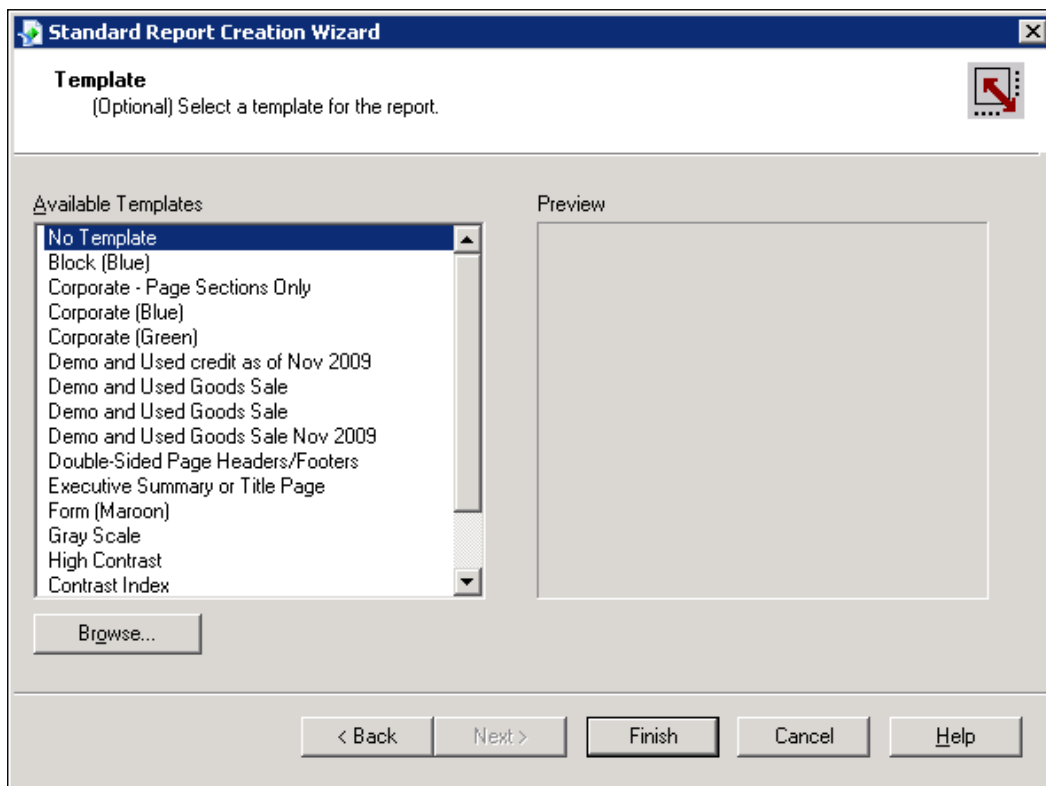 Standard Report Creation Wizard
Template
(Optional) Select a template for the report.
Available Templates
Preview
No Template
Block (Blue)
Corporate - Page Sections Only
Corporate (Blue)
Corporate (Green)
Demo and Used credit as of Nov 2009
Demo and Used Goods Sale
Demo and Used Goods Sale
Demo and Used Goods Sale Nov 2009
Double-Sided Page Headers/Footers
Executive Summary or Title Page
Form (Maroon)
Gray Scale
High Contrast
Contrast Index
Browse...
< Back
Next >
Finish
Cancel
Help